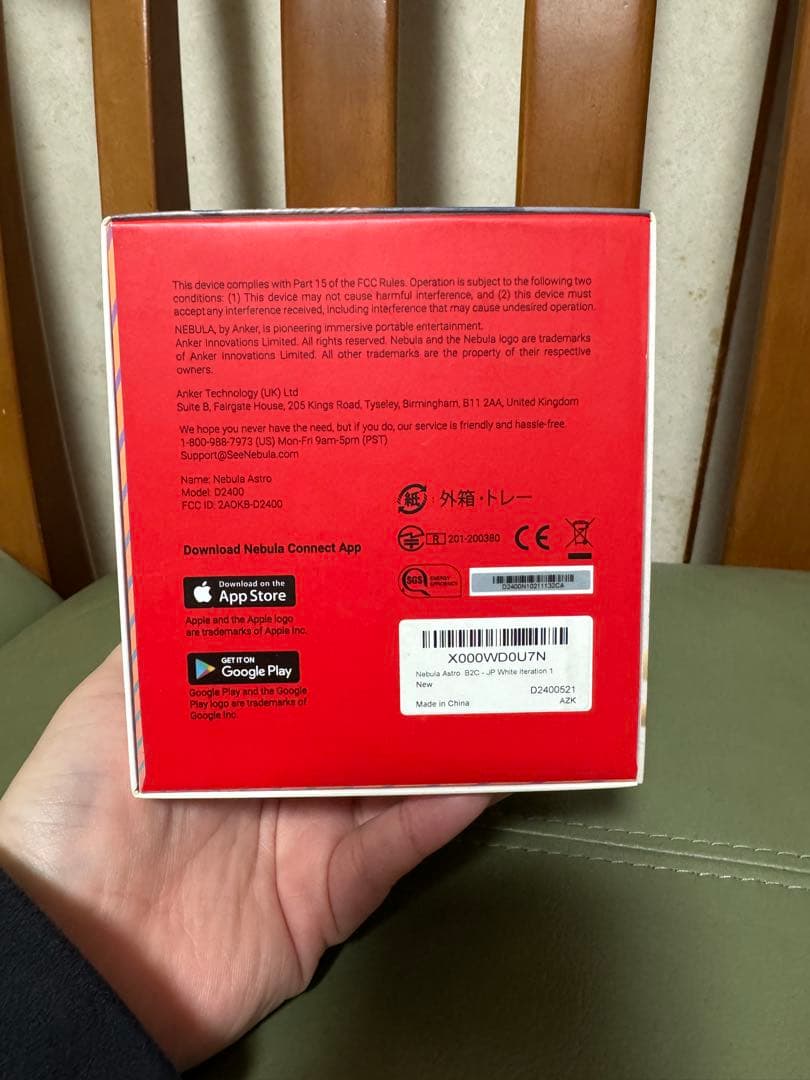 This device complies with Part 15 of the FCC Rules. Operation is subject to the following two
conditions: (1) This device may not cause harmful interference, and (2) this device must
accept any interference received, including interference that may cause undesired operation.
NEBULA, by Anker, is pioneering immersive portable entertainment.
Anker Innovations Limited. All rights reserved. Nebula and the Nebula logo are trademarks
of Anker Innovations Limited. All other trademarks are the property of their respective
owners.
Anker Technology (UK) Ltd
Suite B, Fairgate House, 205 Kings Road, Tyseley, Birmingham, B11 2AA, United Kingdom
We hope you never have the need, but if you do, our service is friendly and hassle-free.
1-800-988-7973 (US) Mon-Fri 9am-5pm (PST)
Support@SeeNebula.com
Name: Nebula Astro
Model: D2400
FCC ID: 2AOKB-D2400
紙 : 外箱・トレー
R 201-200380
CE
Download Nebula Connect App
Download on the
App Store
Apple and the Apple logo
are trademarks of Apple Inc.
GET IT ON
Google Play
Google Play and the Google
Play logo are trademarks of
Google Inc.
SGS ENERGY
EFFICIENCY
D2400N10211132CA
X000WD0U7N
Nebula Astro B2C - JP White Iteration 1
New
D2400521
Made in China
AZK